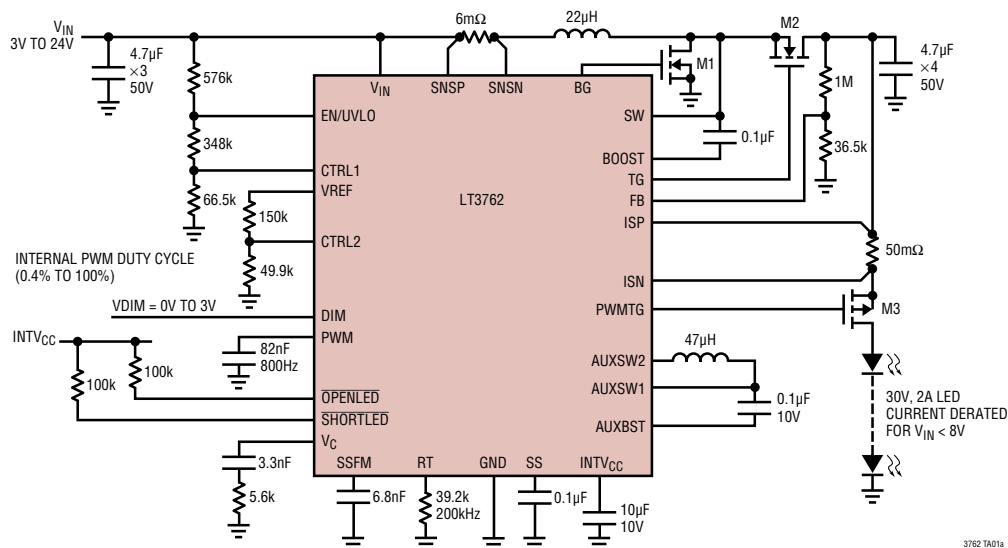 VIN
3V TO 24V
4.7µF
×3
50V
576k
348k
66.5k
6mΩ
22µH
M1
M2
1M
36.5k
4.7µF
×4
50V
VIN
SNSP
SNSN
BG
EN/UVLO
CTRL1
VREF
150k
CTRL2
49.9k
LT3762
SW
BOOST
0.1µF
TG
FB
ISP
ISN
50mΩ
PWMTG
M3
INTERNAL PWM DUTY CYCLE
(0.4% TO 100%)
VDIM = 0V TO 3V
DIM
PWM
82nF
800Hz
INTVCC
100k
100k
OPENLED
SHORTLED
VC
3.3nF
5.6k
AUXSW2
47µH
AUXSW1
AUXBST
0.1µF
10V
30V, 2A LED
CURRENT DERATED
FOR VIN < 8V
SSFM
RT
GND
SS
INTVCC
6.8nF
39.2k
200kHz
0.1µF
10µF
10V
3762 TA01a